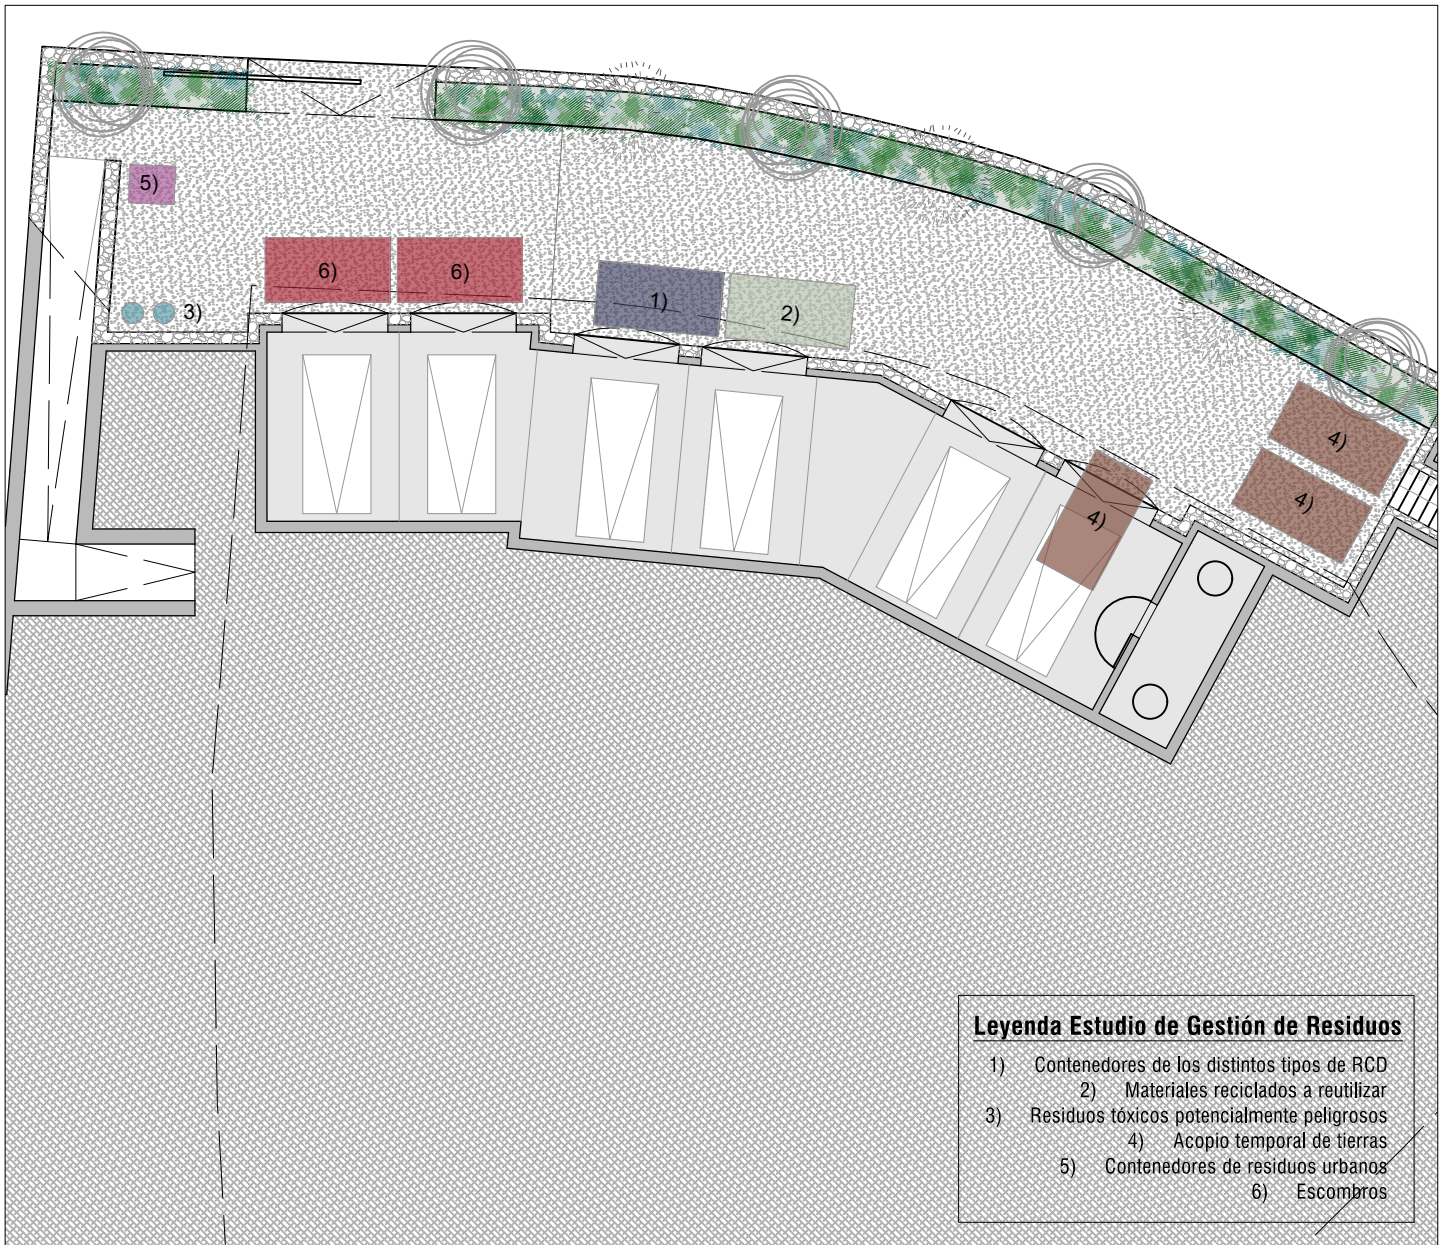 5)
6)
6)
1)
2)
3)
4)
4)
4)
Leyenda Estudio de Gestión de Residuos
1) Contenedores de los distintos tipos de RCD
2) Materiales reciclados a reutilizar
3) Residuos tóxicos potencialmente peligrosos
4) Acopio temporal de tierras
5) Contenedores de residuos urbanos
6) Escombros